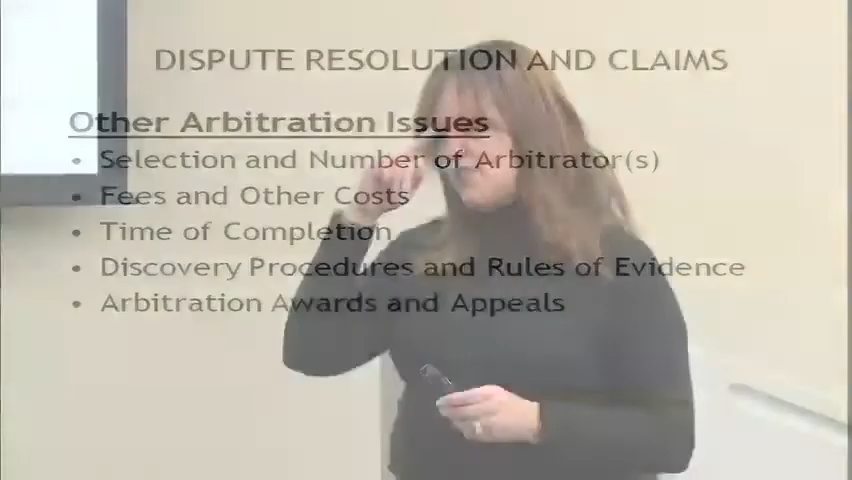 DISPUTE RESOLUTION AND CLAIMS
Other Arbitration Issues
• Selection and Number of Arbitrator(s)
• Fees and Other Costs
• Time of Completion
• Discovery Procedures and Rules of Evidence
• Arbitration Awards and Appeals